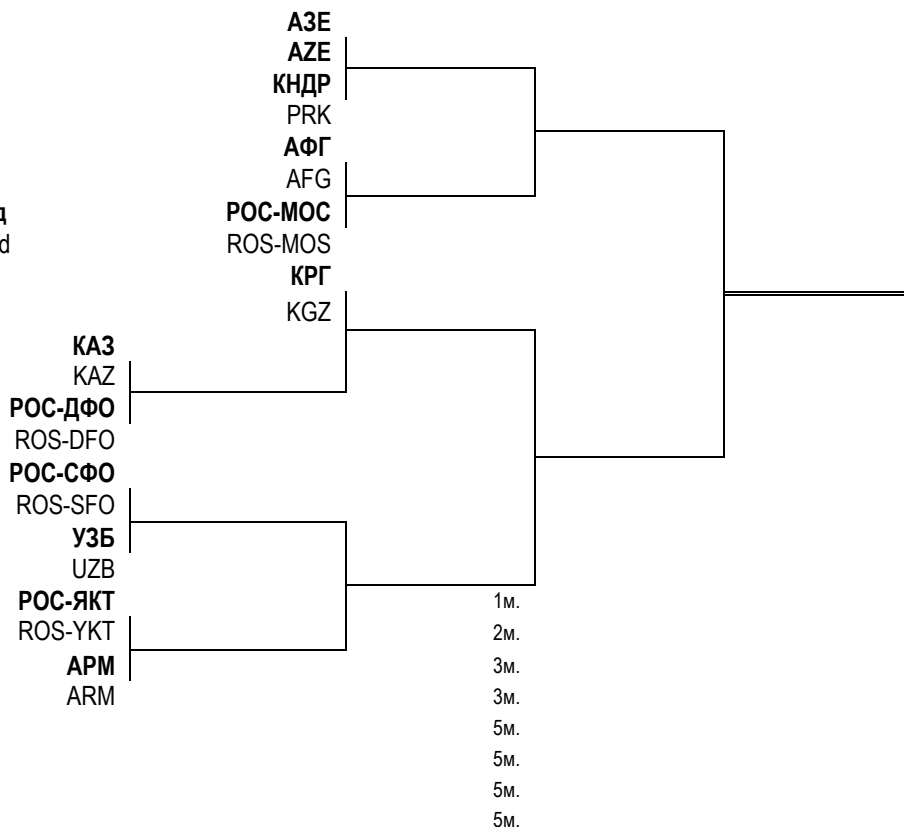 АЗЕ
AZE
КНДР
PRK
АФГ
AFG
д
РОС-МОС
d
ROS-MOS
КРГ
KGZ
КАЗ
KAZ
РОС-ДФО
ROS-DFO
РОС-СФО
ROS-SFO
УЗБ
UZB
РОС-ЯКТ
ROS-YKT
АРМ
ARM
1м.
2м.
3м.
3м.
5м.
5м.
5м.
5м.